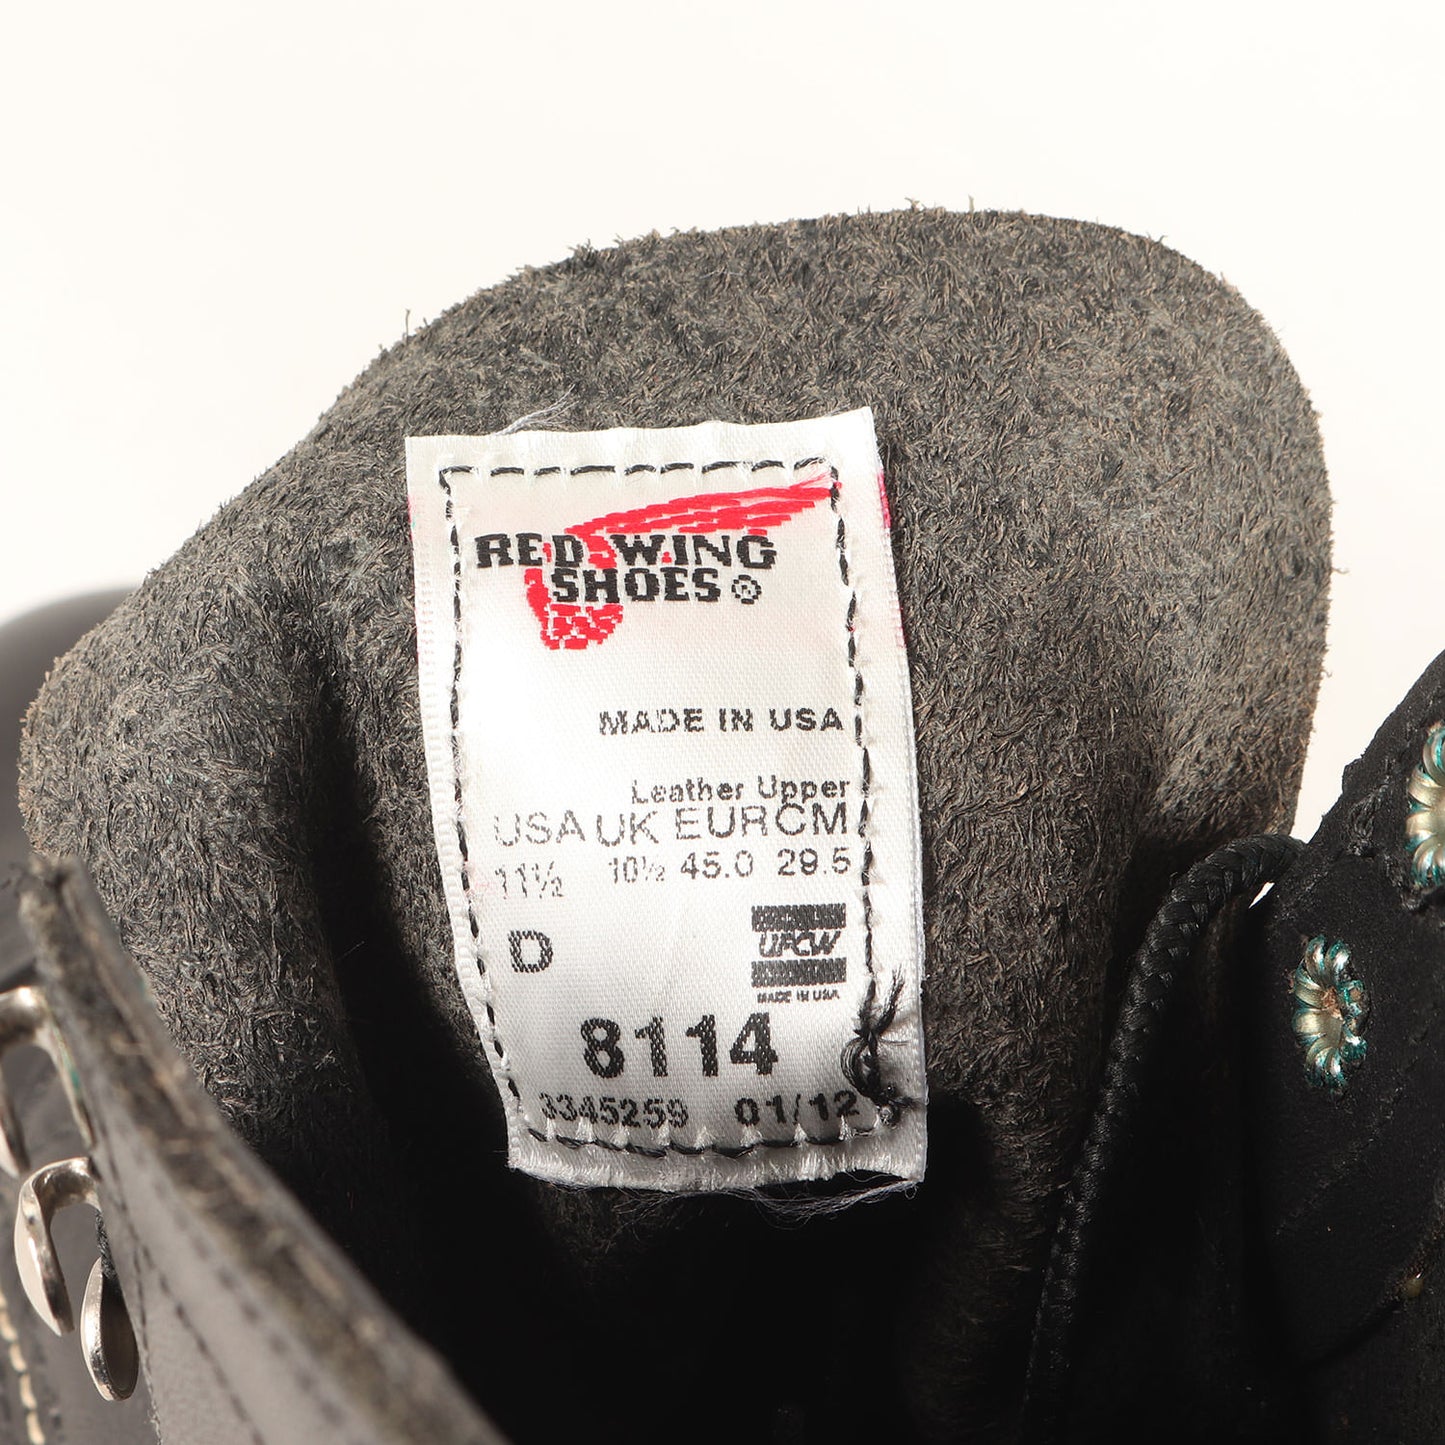 RED WING
SHOES ®
MADE IN USA
Leather Upper
USA UK EUR CM
11½ 10½ 45.0 29.5
D
UFCW
MADE IN USA
8114
3345259 01/12